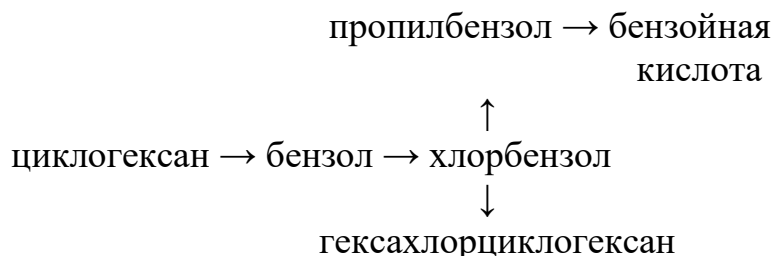 пропилбензол → бензойная
кислота
↑
циклогексан → бензол → хлорбензол
↓
гексахлорциклогексан